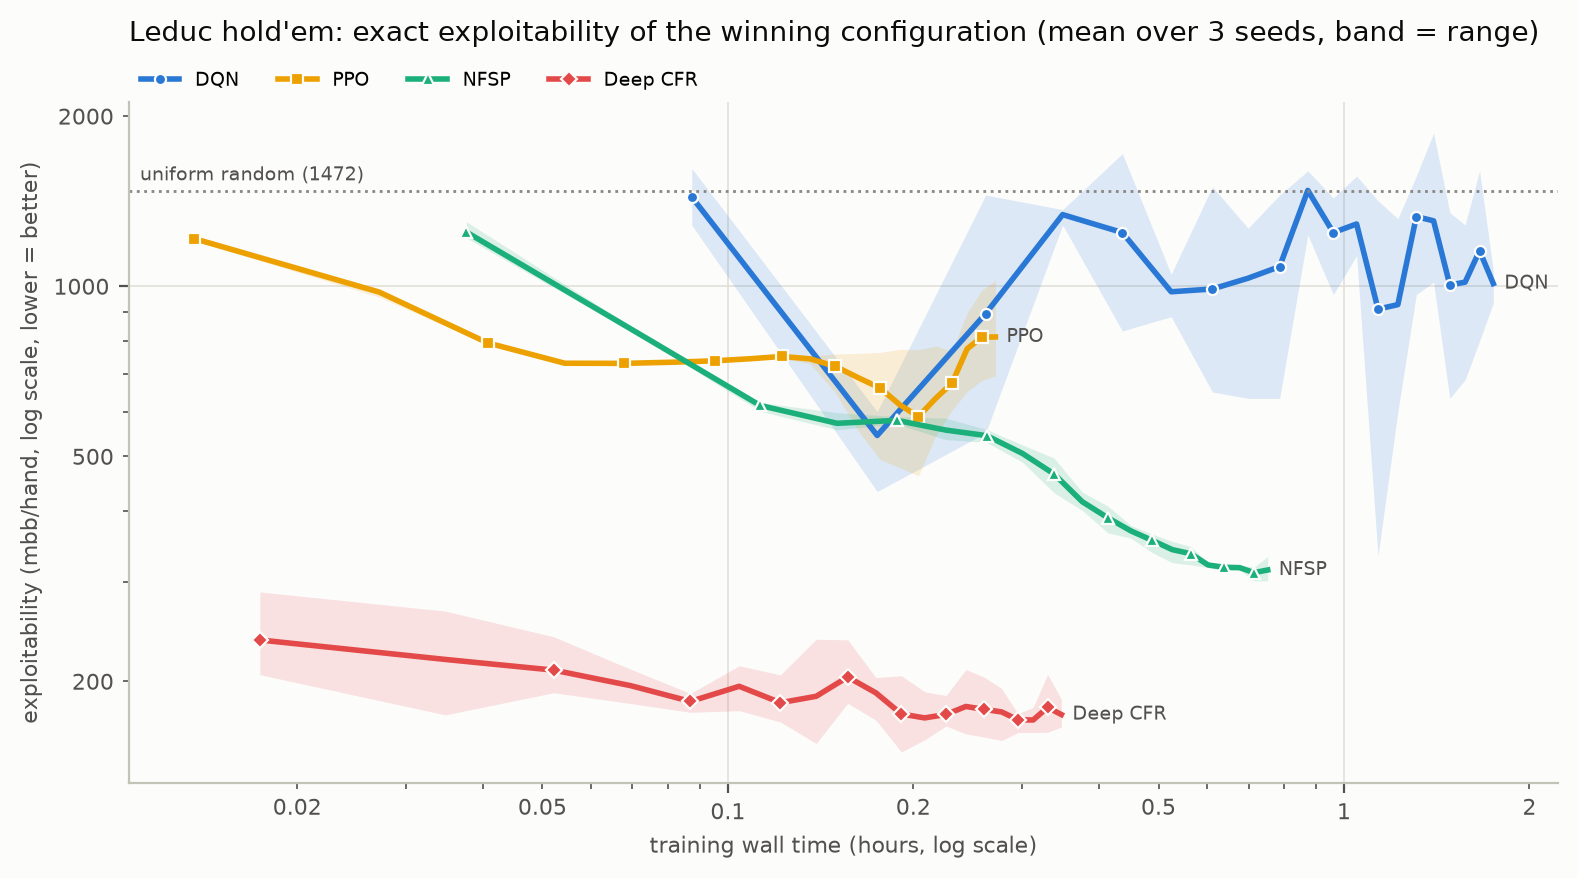 Leduc hold'em: exact exploitability of the winning configuration (mean over 3 seeds, band = range)
DQN
PPO
NFSP
Deep CFR
exploitability (mbb/hand, log scale, lower = better)
2000
1000
500
200
uniform random (1472)
DQN
PPO
NFSP
Deep CFR
0.02
0.05
0.1
0.2
0.5
1
2
training wall time (hours, log scale)